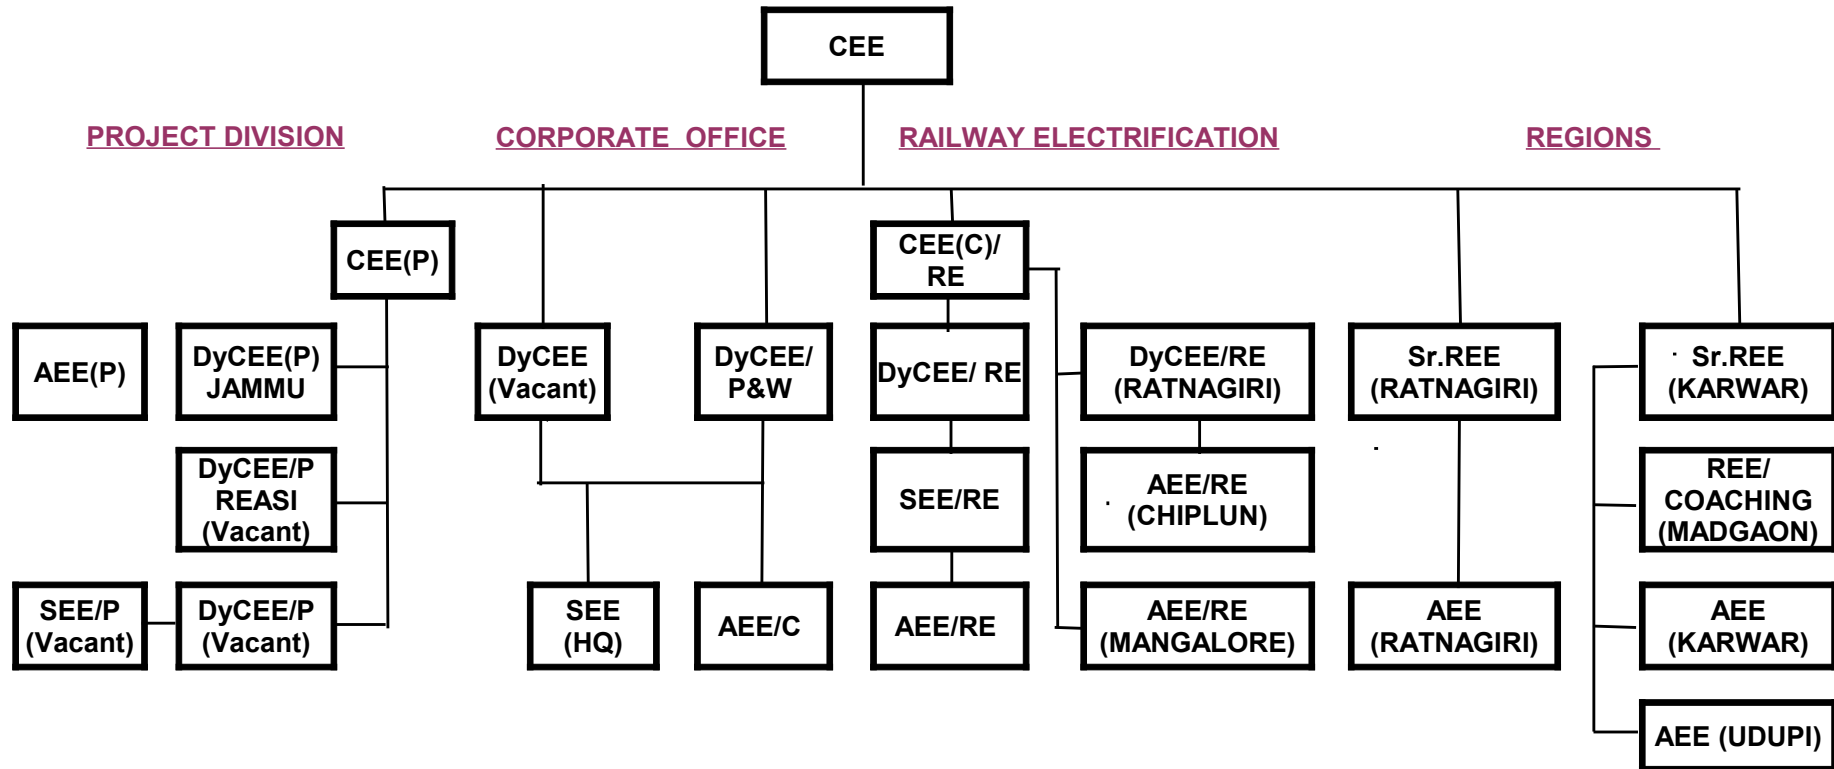 CEE
PROJECT DIVISION
CORPORATE OFFICE
RAILWAY ELECTRIFICATION
REGIONS
CEE(P)
CEE(C)/
RE
AEE(P)
DyCEE(P)
JAMMU
DyCEE
(Vacant)
DyCEE/
P&W
DyCEE/ RE
DyCEE/RE
(RATNAGIRI)
Sr.REE
(RATNAGIRI)
Sr.REE
(KARWAR)
DyCEE/P
REASI
(Vacant)
SEE/RE
AEE/RE
(CHIPLUN)
REE/
COACHING
(MADGAON)
SEE/P
(Vacant)
DyCEE/P
(Vacant)
SEE
(HQ)
AEE/C
AEE/RE
AEE/RE
(MANGALORE)
AEE
(RATNAGIRI)
AEE
(KARWAR)
AEE (UDUPI)